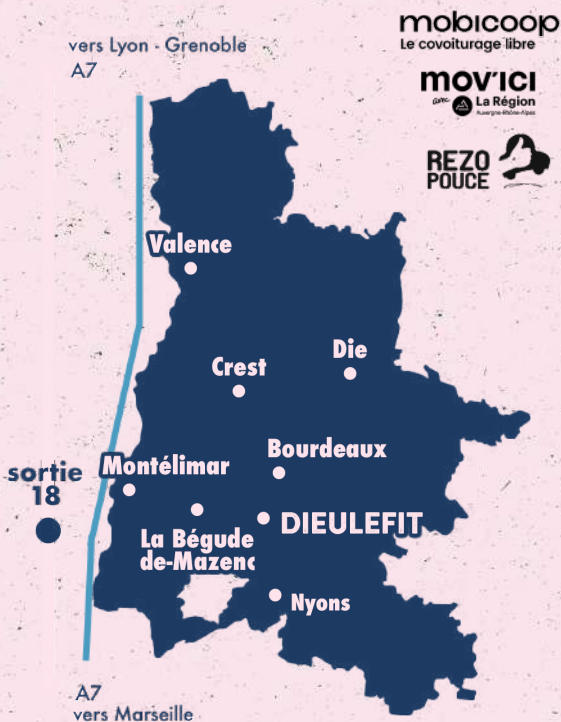 mobicoop
Le covoiturage libre
vers Lyon - Grenoble
A7
MOV'ICI
avec La Région
Auvergne-Rhône-Alpes
REZO
POUCE
Valence
Die
Crest
Bourdeaux
Montélimar
sortie
18
La Bégude
de-Mazenc
DIEULEFIT
Nyons
A7
vers Marseille